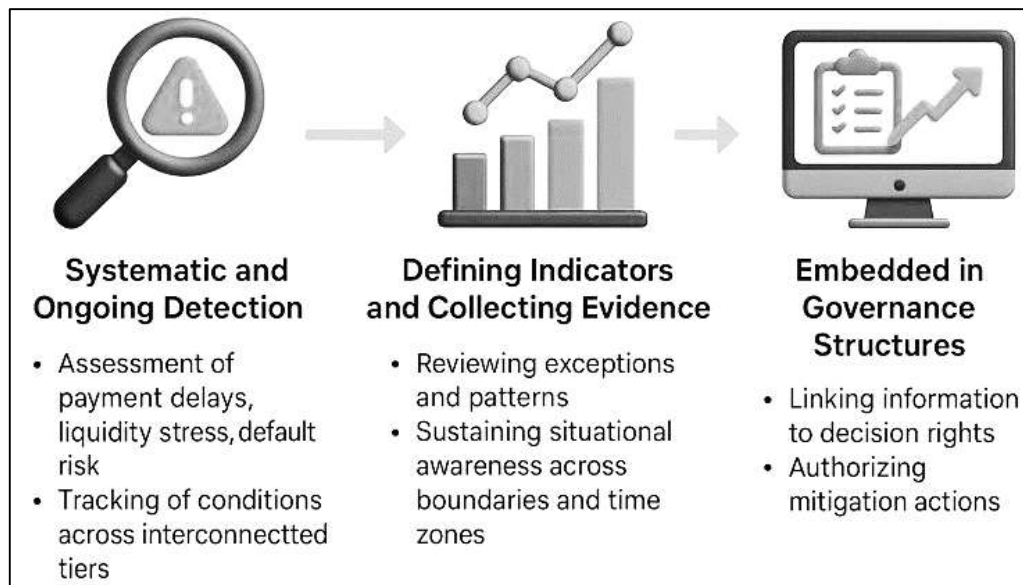 Systematic and
Ongoing Detection
• Assessment of
payment delays,
liquidity stress, default
risk
• Tracking of conditions
across interconnectted
tiers
Defining Indicators
and Collecting Evidence
• Reviewing exceptions
and patterns
• Sustaining situational
awareness across
boundaries and time
zones
Embedded in
Governance
Structures
• Linking information
to decision rights
• Authorizing
mitigation actions